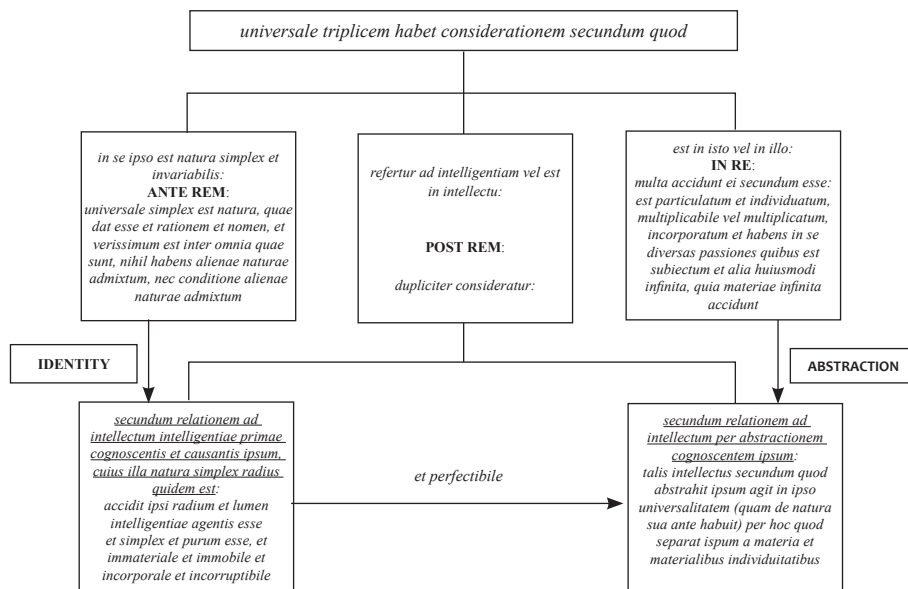 universale triplicem habet considerationem secundum quod
in se ipso est natura simplex et
invariabilis:
ANTE REM:
universale simplex est natura, quae
dat esse et rationem et nomen, et
verissimum est inter omnia quae
sunt, nihil habens alienae naturae
admixtum, nec conditione alienae
naturae admixtum
refertur ad intelligentiam vel est
in intellectu:
POST REM:
dupliciter consideratur:
est in isto vel in illo:
IN RE:
multa accidunt ei secundum esse:
est particulatum et individuatum,
multiplicabile vel multiplicatum,
incorporatum et habens in se
diversas passiones quibus est
subiectum et alia huiusmodi
infinita, quia materiae infinita
accidunt
IDENTITY
ABSTRACTION
secundum relationem ad
intellectum intelligentiae primae
cognoscentis et causantis ipsum,
cuius illa natura simplex radius
quidem est:
accidit ipsi radium et lumen
intelligentiae agentis esse
et simplex et purum esse, et
immateriale et immobile et
incorporale et incorruptibile
et perfectibile
secundum relationem ad
intellectum per abstractionem
cognoscentem ipsum:
talis intellectus secundum quod
abstrahit ipsum agit in ipso
universalitatem (quam de natura
sua ante habuit) per hoc quod
separat ispum a materia et
materialibus individuitatibus